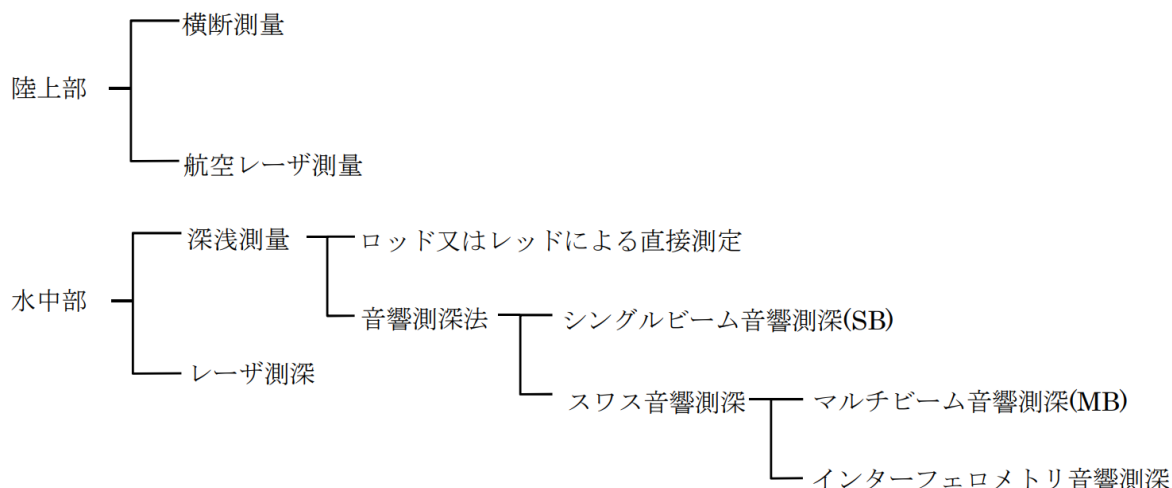 横断測量
陸上部
航空レーザ測量
深浅測量
ロッド又はレッドによる直接測定
水中部
音響測深法
シングルビーム音響測深(SB)
レーザ測深
スワス音響測深
マルチビーム音響測深(MB)
インターフェロメトリ音響測深